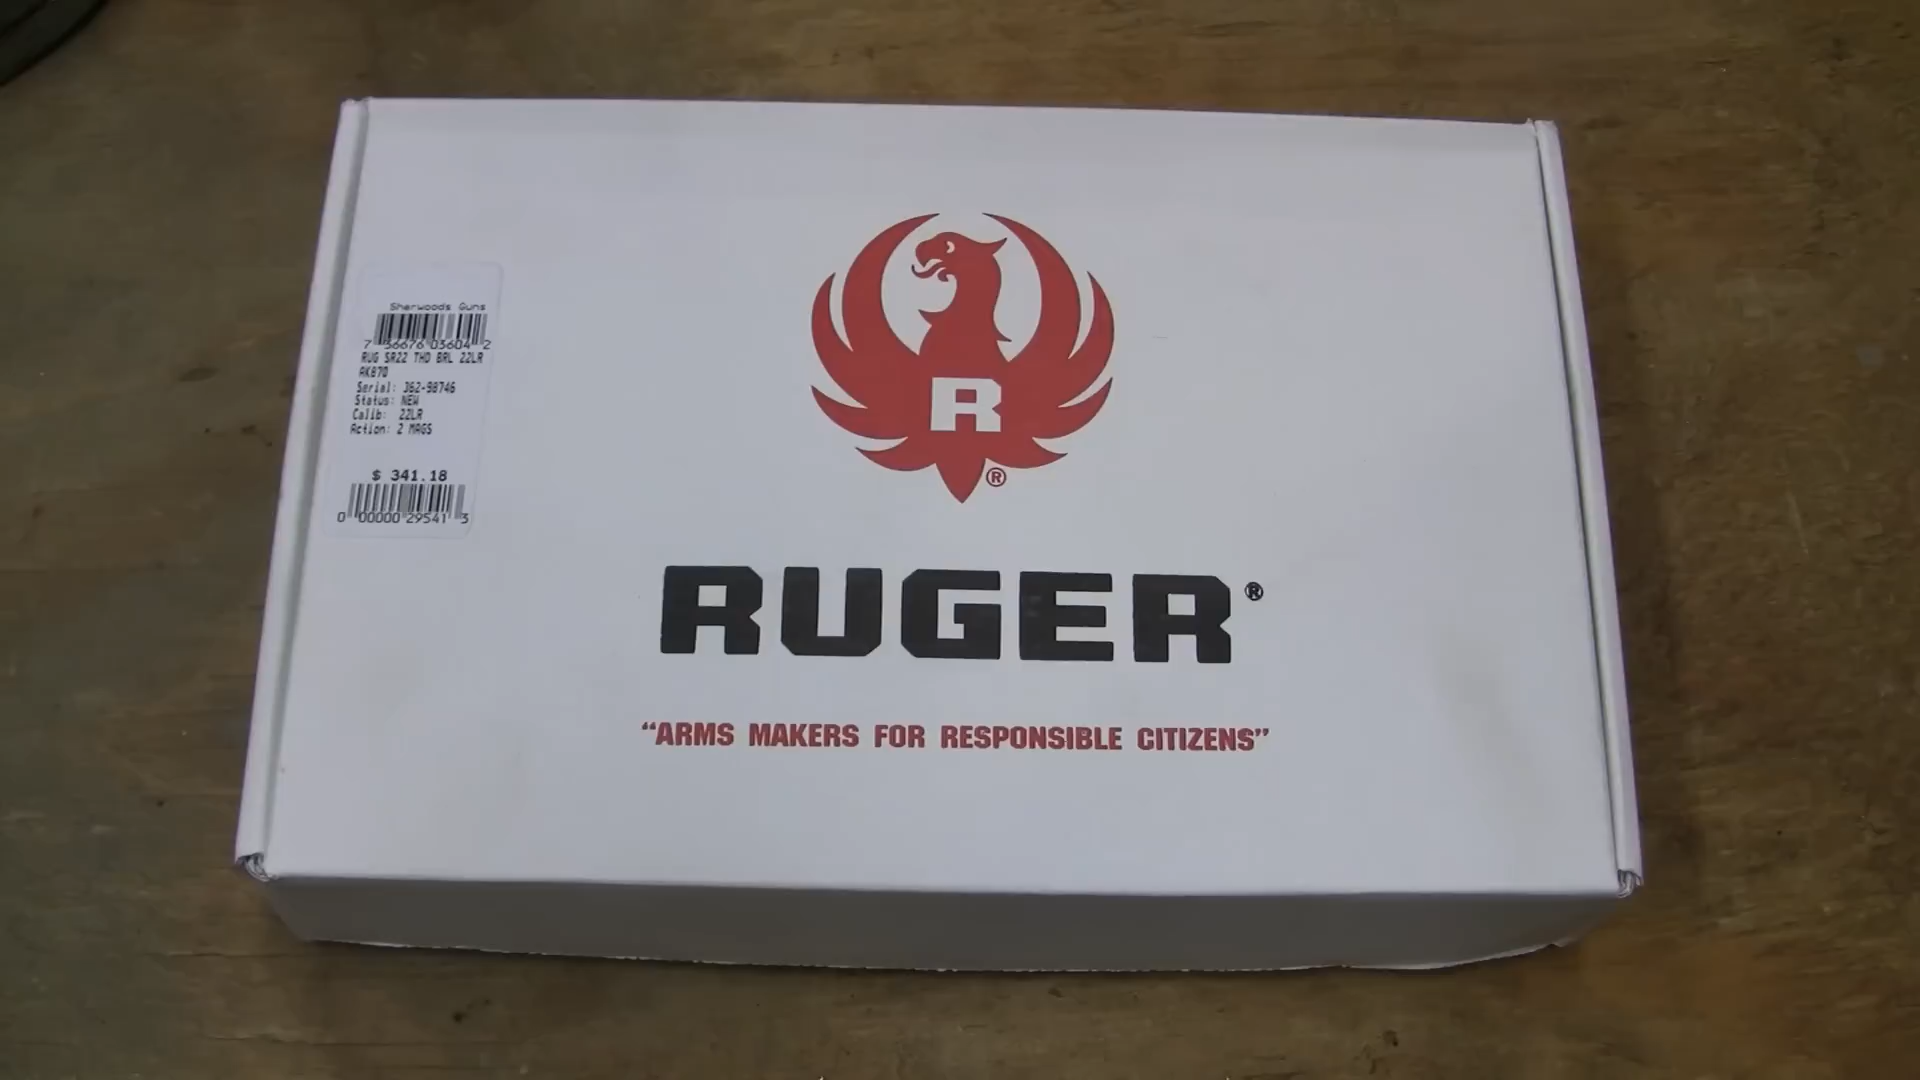 Sherwoods Guns
7 36676 03604 2
RUG SR22 THD BRL 22LR
AK870
Serial: 362-98746
Status: NEW
Calib: 22LR
Action: 2 MAGS
$ 341.18
0 00000 29541 3
R
®
RUGER®
“ARMS MAKERS FOR RESPONSIBLE CITIZENS”